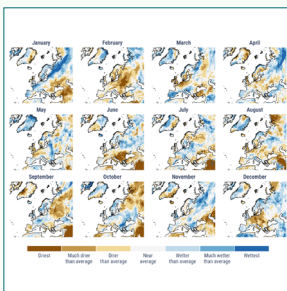 January February March April
May June July August
September October November December
Driest Much drier than average Drier than average Near average Wetter than average Much wetter than average Wettest